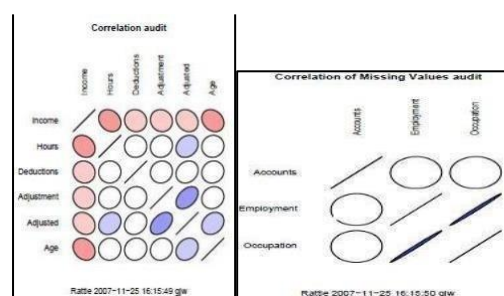 Correlation audit
Income
Hours
Deductions
Adjustment
Adjusted
Age
Income
Hours
Deductions
Adjustment
Adjusted
Age
Rattle 2007-11-25 16:15:49 gjw
Correlation of Missing Values audit
Accounts
Employment
Occupation
Accounts
Employment
Occupation
Rattle 2007-11-25 16:15:50 gjw